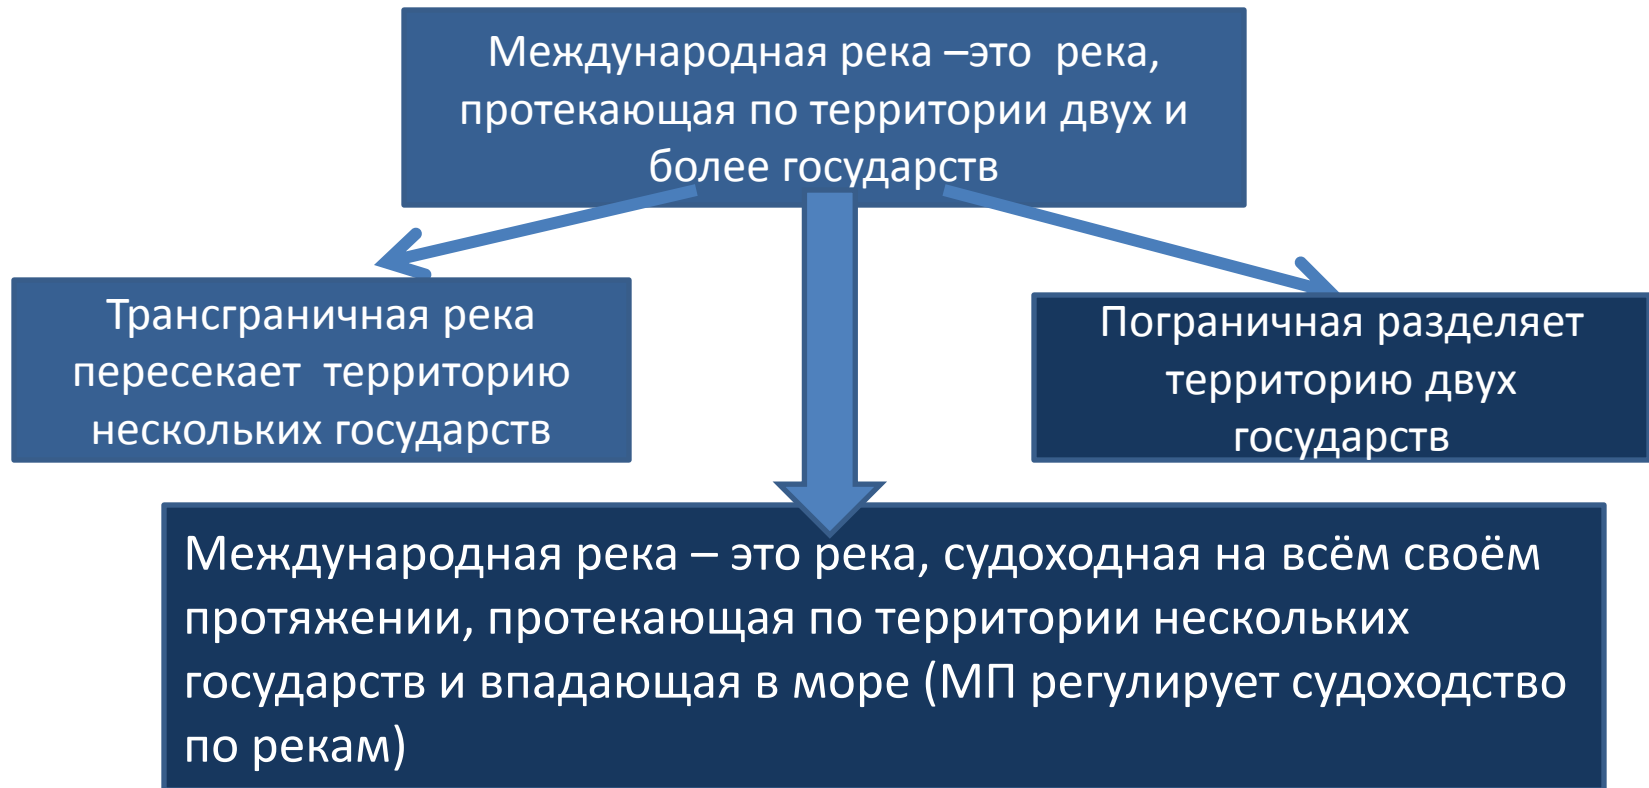 Международная река –это река,
протекающая по территории двух и
более государств
Трансграничная река
пересекает территорию
нескольких государств
Пограничная разделяет
территорию двух
государств
Международная река – это река, судоходная на всём своём
протяжении, протекающая по территории нескольких
государств и впадающая в море (МП регулирует судоходство
по рекам)